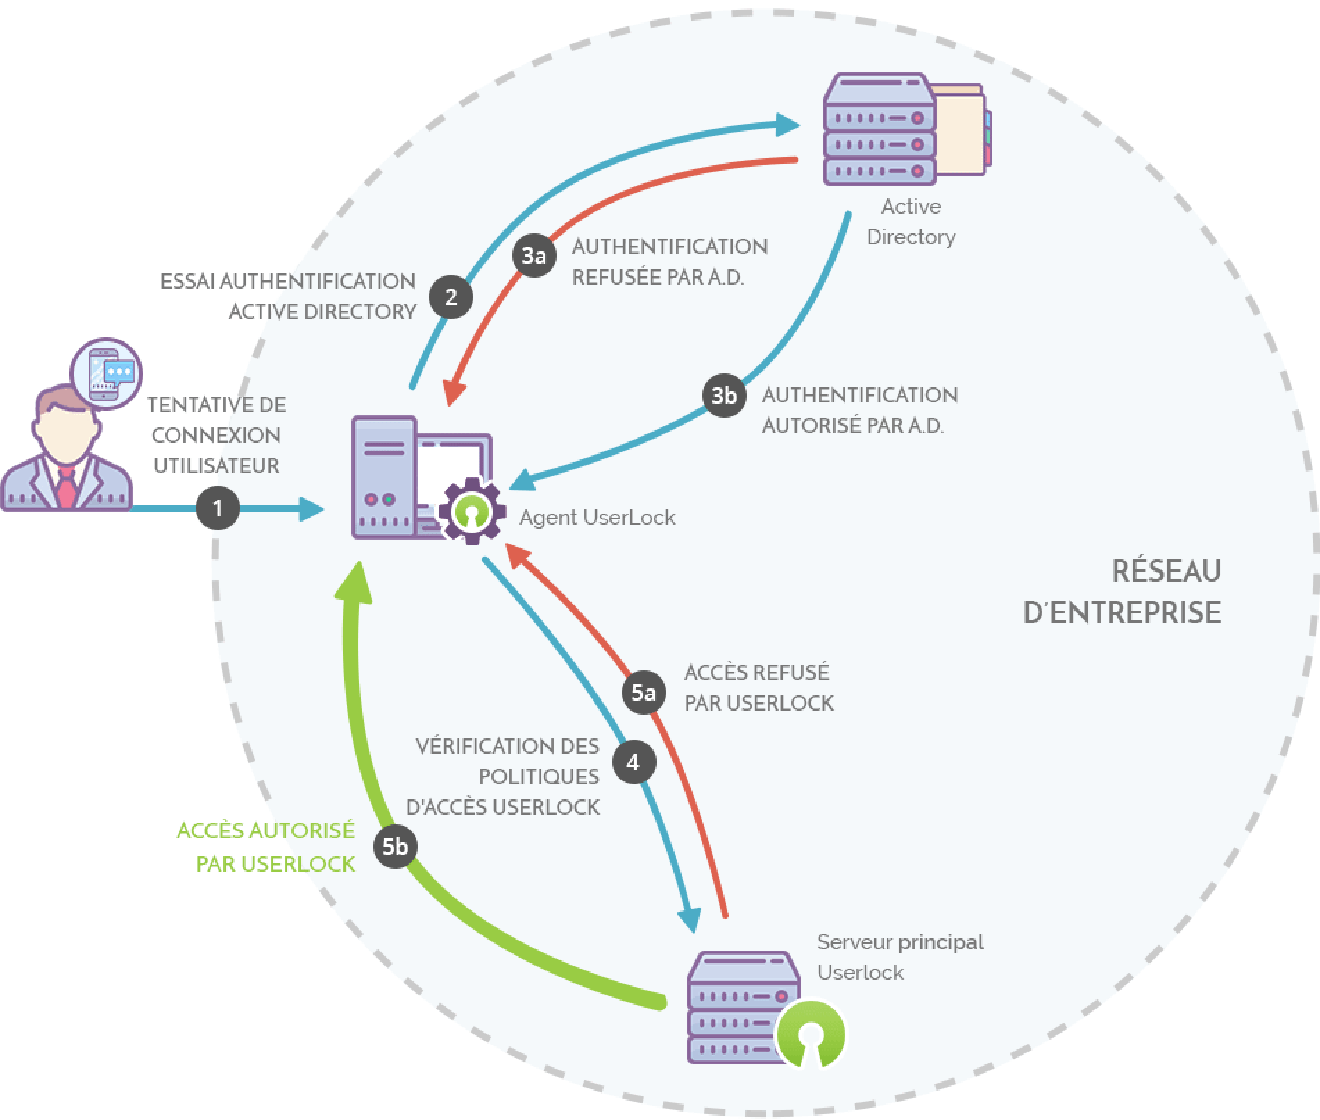 Active
Directory
AUTHENTIFICATION
REFUSÉE PAR A.D.
3a
ESSAI AUTHENTIFICATION
ACTIVE DIRECTORY
2
3b
AUTHENTIFICATION
AUTORISÉ PAR A.D.
TENTATIVE DE
CONNEXION
UTILISATEUR
1
Agent UserLock
RÉSEAU
D'ENTREPRISE
5a
ACCÈS REFUSÉ
PAR USERLOCK
VÉRIFICATION DES
POLITIQUES
D'ACCÈS USERLOCK
4
ACCÈS AUTORISÉ
PAR USERLOCK
5b
Serveur principal
Userlock